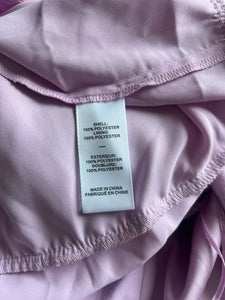 SHELL:
100% POLYESTER
LINING:
100% POLYESTER
—
EXTERIEUR:
100% POLYESTER
DOUBLURE:
100% POLYESTER
MADE IN CHINA
FABRIQUÉ EN CHINE